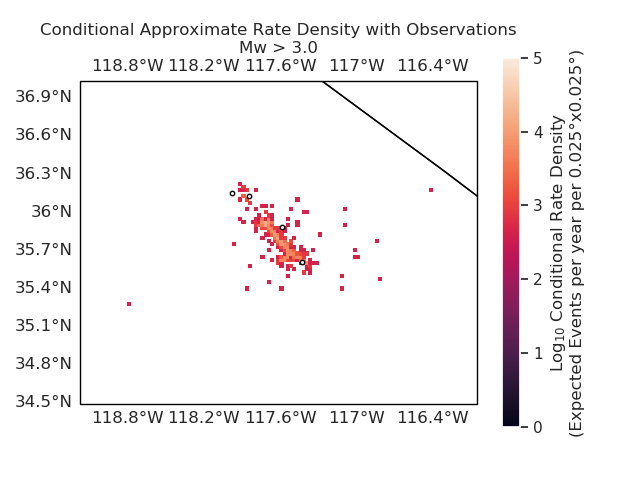 Conditional Approximate Rate Density with Observations
Mw > 3.0
118.8°W 118.2°W 117.6°W 117°W 116.4°W
36.9°N
36.6°N
36.3°N
36°N
35.7°N
35.4°N
35.1°N
34.8°N
34.5°N
118.8°W 118.2°W 117.6°W 117°W 116.4°W
5
4
3
2
1
0
Log₁₀ Conditional Rate Density
(Expected Events per year per 0.025°x0.025°)